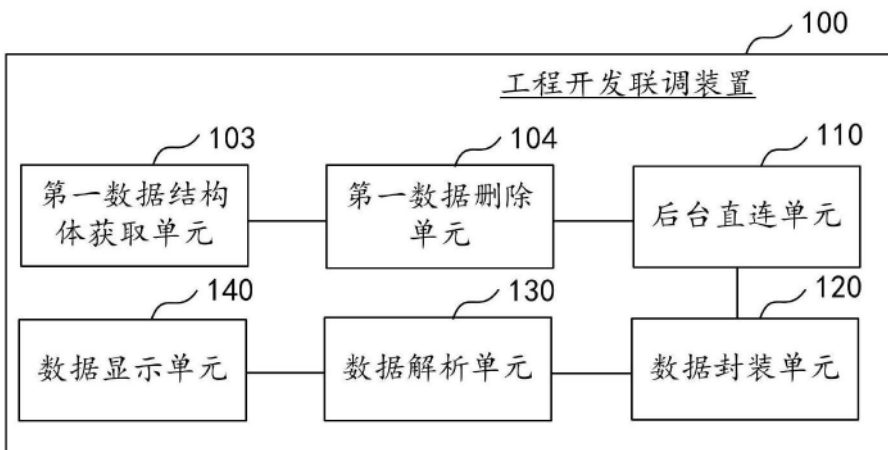 100
工程开发联调装置
103
104
110
第一数据结构
体获取单元
第一数据删除
单元
后台直连单元
140
130
120
数据显示单元
数据解析单元
数据封装单元